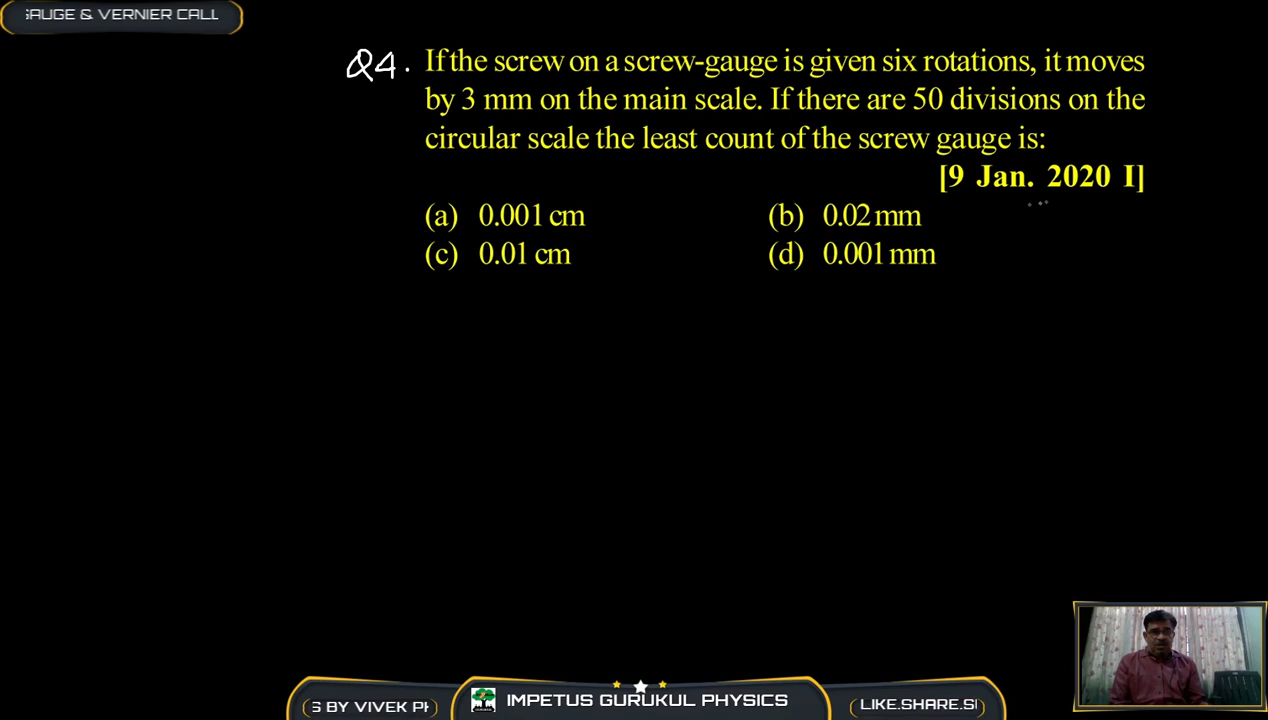 GAUGE & VERNIER CALL
Q4. If the screw on a screw-gauge is given six rotations, it moves
by 3 mm on the main scale. If there are 50 divisions on the
circular scale the least count of the screw gauge is:
[9 Jan. 2020 I]
(a) 0.001 cm (b) 0.02 mm
(c) 0.01 cm (d) 0.001 mm
S BY VIVEK PH
IMPETUS GURUKUL PHYSICS
LIKE.SHARE.S